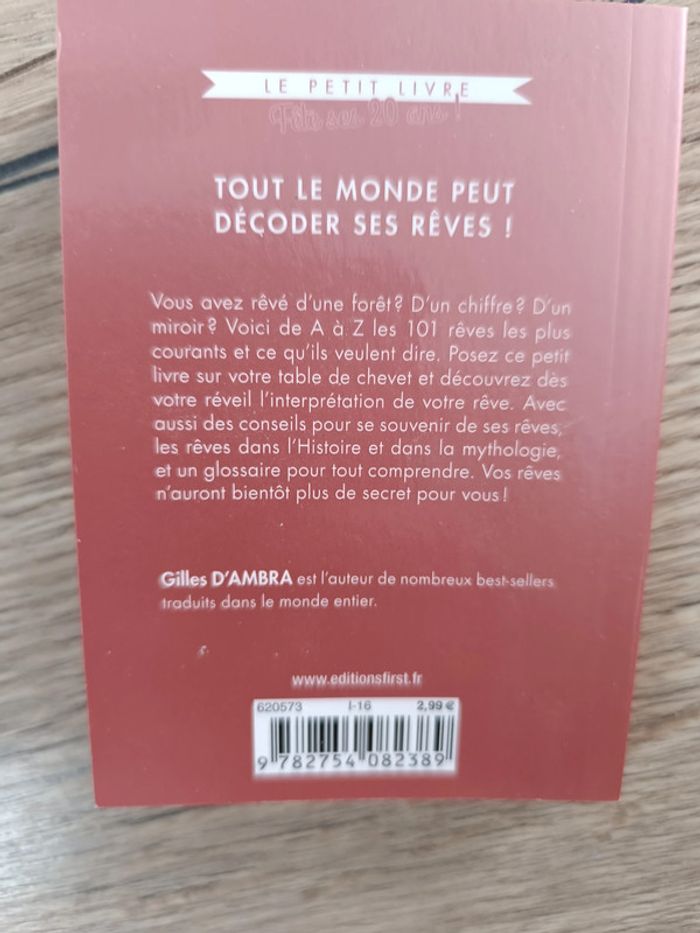 LE PETIT LIVRE
Fête ses 20 ans !
TOUT LE MONDE PEUT
DÉCODER SES RÊVES !
Vous avez rêvé d'une forêt ? D'un chiffre ? D'un
miroir ? Voici de A à Z les 101 rêves les plus
courants et ce qu'ils veulent dire. Posez ce petit
livre sur votre table de chevet et découvrez dès
votre réveil l'interprétation de votre rêve. Avec
aussi des conseils pour se souvenir de ses rêves,
les rêves dans l'Histoire et dans la mythologie,
et un glossaire pour tout comprendre. Vos rêves
n'auront bientôt plus de secret pour vous !
Gilles D'AMBRA est l'auteur de nombreux best-sellers
traduits dans le monde entier.
www.editionsfirst.fr
620573 I-16 2,99 €
9 782754 082389